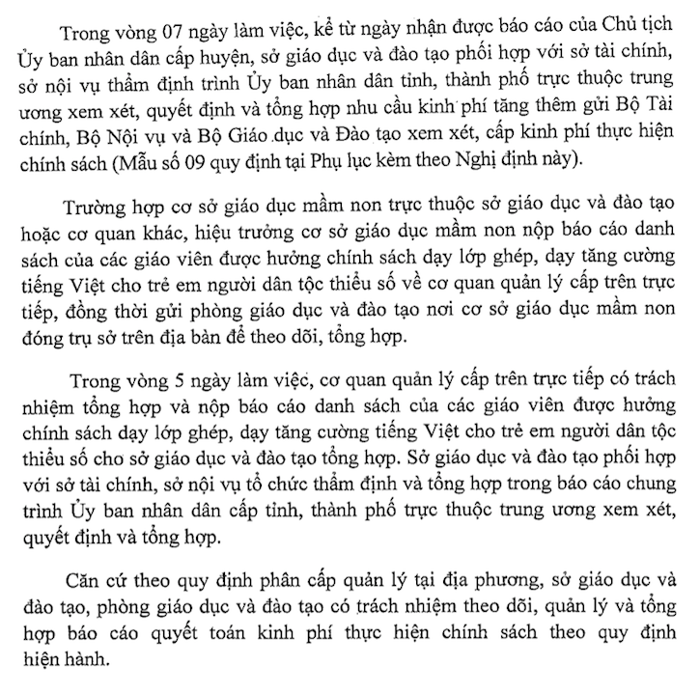 Trong vòng 07 ngày làm việc, kể từ ngày nhận được báo cáo của Chủ tịch
Ủy ban nhân dân cấp huyện, sở giáo dục và đào tạo phối hợp với sở tài chính,
sở nội vụ thẩm định trình Ủy ban nhân dân tỉnh, thành phố trực thuộc trung
ương xem xét, quyết định và tổng hợp nhu cầu kinh phí tăng thêm gửi Bộ Tài
chính, Bộ Nội vụ và Bộ Giáo dục và Đào tạo xem xét, cấp kinh phí thực hiện
chính sách (Mẫu số 09 quy định tại Phụ lục kèm theo Nghị định này).
Trường hợp cơ sở giáo dục mầm non trực thuộc sở giáo dục và đào tạo
hoặc cơ quan khác, hiệu trưởng cơ sở giáo dục mầm non nộp báo cáo danh
sách của các giáo viên được hưởng chính sách dạy lớp ghép, dạy tăng cường
tiếng Việt cho trẻ em người dân tộc thiểu số về cơ quan quản lý cấp trên trực
tiếp, đồng thời gửi phòng giáo dục và đào tạo nơi cơ sở giáo dục mầm non
đóng trụ sở trên địa bàn để theo dõi, tổng hợp.
Trong vòng 5 ngày làm việc, cơ quan quản lý cấp trên trực tiếp có trách
nhiệm tổng hợp và nộp báo cáo danh sách của các giáo viên được hưởng
chính sách dạy lớp ghép, dạy tăng cường tiếng Việt cho trẻ em người dân tộc
thiểu số cho sở giáo dục và đào tạo tổng hợp. Sở giáo dục và đào tạo phối hợp
với sở tài chính, sở nội vụ tổ chức thẩm định và tổng hợp trong báo cáo chung
trình Ủy ban nhân dân cấp tỉnh, thành phố trực thuộc trung ương xem xét,
quyết định và tổng hợp.
Căn cứ theo quy định phân cấp quản lý tại địa phương, sở giáo dục và
đào tạo, phòng giáo dục và đào tạo có trách nhiệm theo dõi, quản lý và tổng
hợp báo cáo quyết toán kinh phí thực hiện chính sách theo quy định
hiện hành.